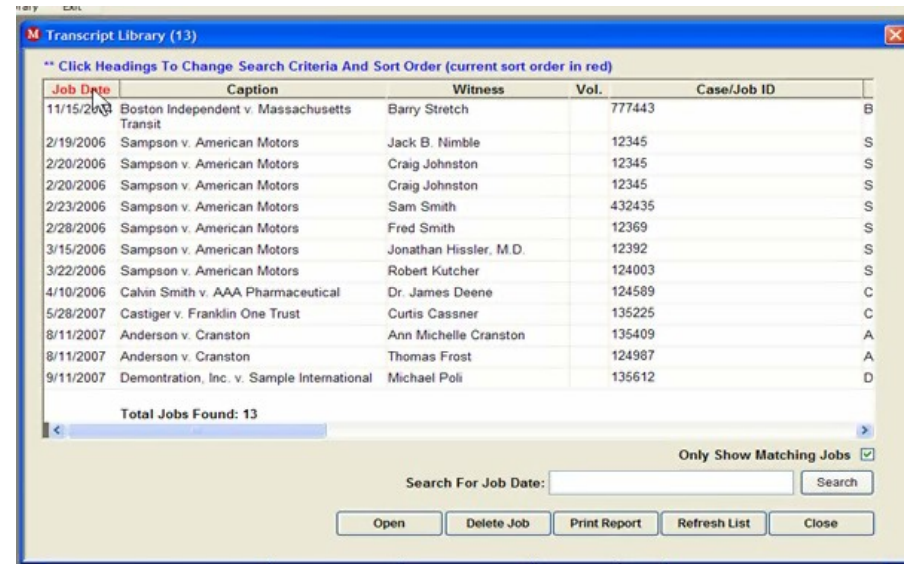 Exit
Transcript Library (13)
** Click Headings To Change Search Criteria And Sort Order (current sort order in red)
Job Date Caption Witness Vol. Case/Job ID
Boston Independent v. Massachusetts Transit Barry Stretch 777443 B
2/19/2006 Sampson v. American Motors Jack B. Nimble 12345 S
2/20/2006 Sampson v. American Motors Craig Johnston 12345 S
2/20/2006 Sampson v. American Motors Craig Johnston 12345 S
2/23/2006 Sampson v. American Motors Sam Smith 432435 S
2/28/2006 Sampson v. American Motors Fred Smith 12369 S
3/15/2006 Sampson v. American Motors Jonathan Hissler, M.D. 12392 S
3/22/2006 Sampson v. American Motors Robert Kutcher 124003 S
4/10/2006 Calvin Smith v. AAA Pharmaceutical Dr. James Deene 124589 C
5/28/2007 Castiger v. Franklin One Trust Curtis Cassner 135225 C
8/11/2007 Anderson v. Cranston Ann Michelle Cranston 135409 A
8/11/2007 Anderson v. Cranston Thomas Frost 124987 A
9/11/2007 Demontration, Inc. v. Sample International Michael Poli 135612 D
Total Jobs Found: 13
Only Show Matching Jobs
Search For Job Date: Search
Open Delete Job Print Report Refresh List Close